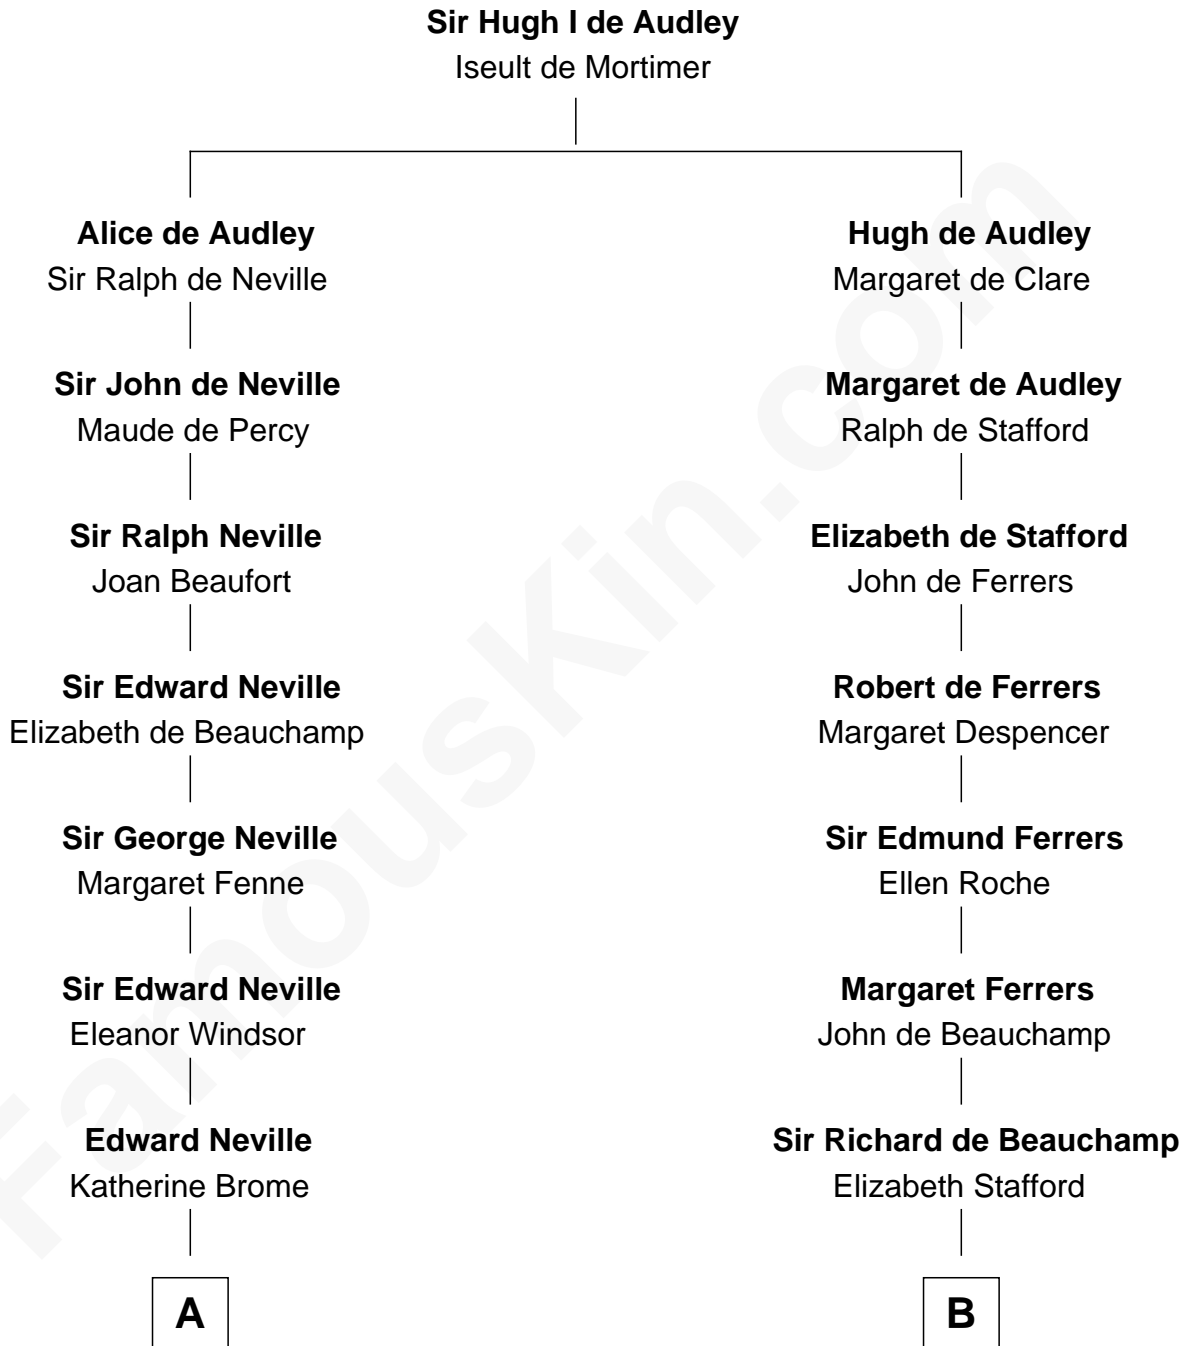 Sir Hugh I de Audley
Iseult de Mortimer
Alice de Audley
Sir Ralph de Neville
Hugh de Audley
Margaret de Clare
Sir John de Neville
Maude de Percy
Margaret de Audley
Ralph de Stafford
Sir Ralph Neville
Joan Beaufort
Elizabeth de Stafford
John de Ferrers
Sir Edward Neville
Elizabeth de Beauchamp
Robert de Ferrers
Margaret Despencer
Sir George Neville
Margaret Fenne
Sir Edmund Ferrers
Ellen Roche
Sir Edward Neville
Eleanor Windsor
Margaret Ferrers
John de Beauchamp
Edward Neville
Katherine Brome
Sir Richard de Beauchamp
Elizabeth Stafford
A
B
FamousKin.com